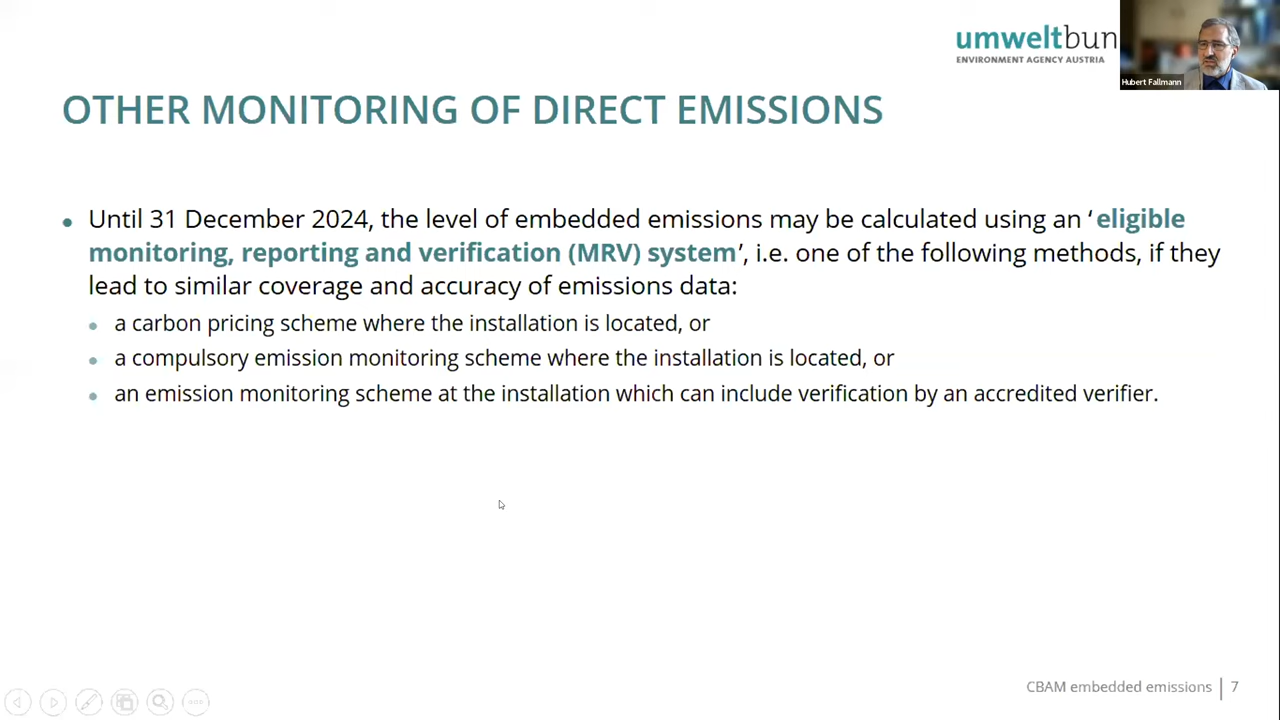 umweltbun
ENVIRONMENT AGENCY AUSTRIA
Hubert Fallmann
OTHER MONITORING OF DIRECT EMISSIONS
• Until 31 December 2024, the level of embedded emissions may be calculated using an ‘eligible
monitoring, reporting and verification (MRV) system’, i.e. one of the following methods, if they
lead to similar coverage and accuracy of emissions data:
• a carbon pricing scheme where the installation is located, or
• a compulsory emission monitoring scheme where the installation is located, or
• an emission monitoring scheme at the installation which can include verification by an accredited verifier.
CBAM embedded emissions | 7